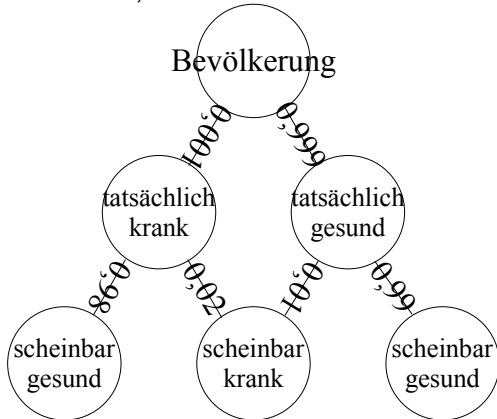 Bevölkerung
0,001
0,999
tatsächlich
krank
tatsächlich
gesund
0,98
0,02
0,01
0,99
scheinbar
gesund
scheinbar
krank
scheinbar
gesund